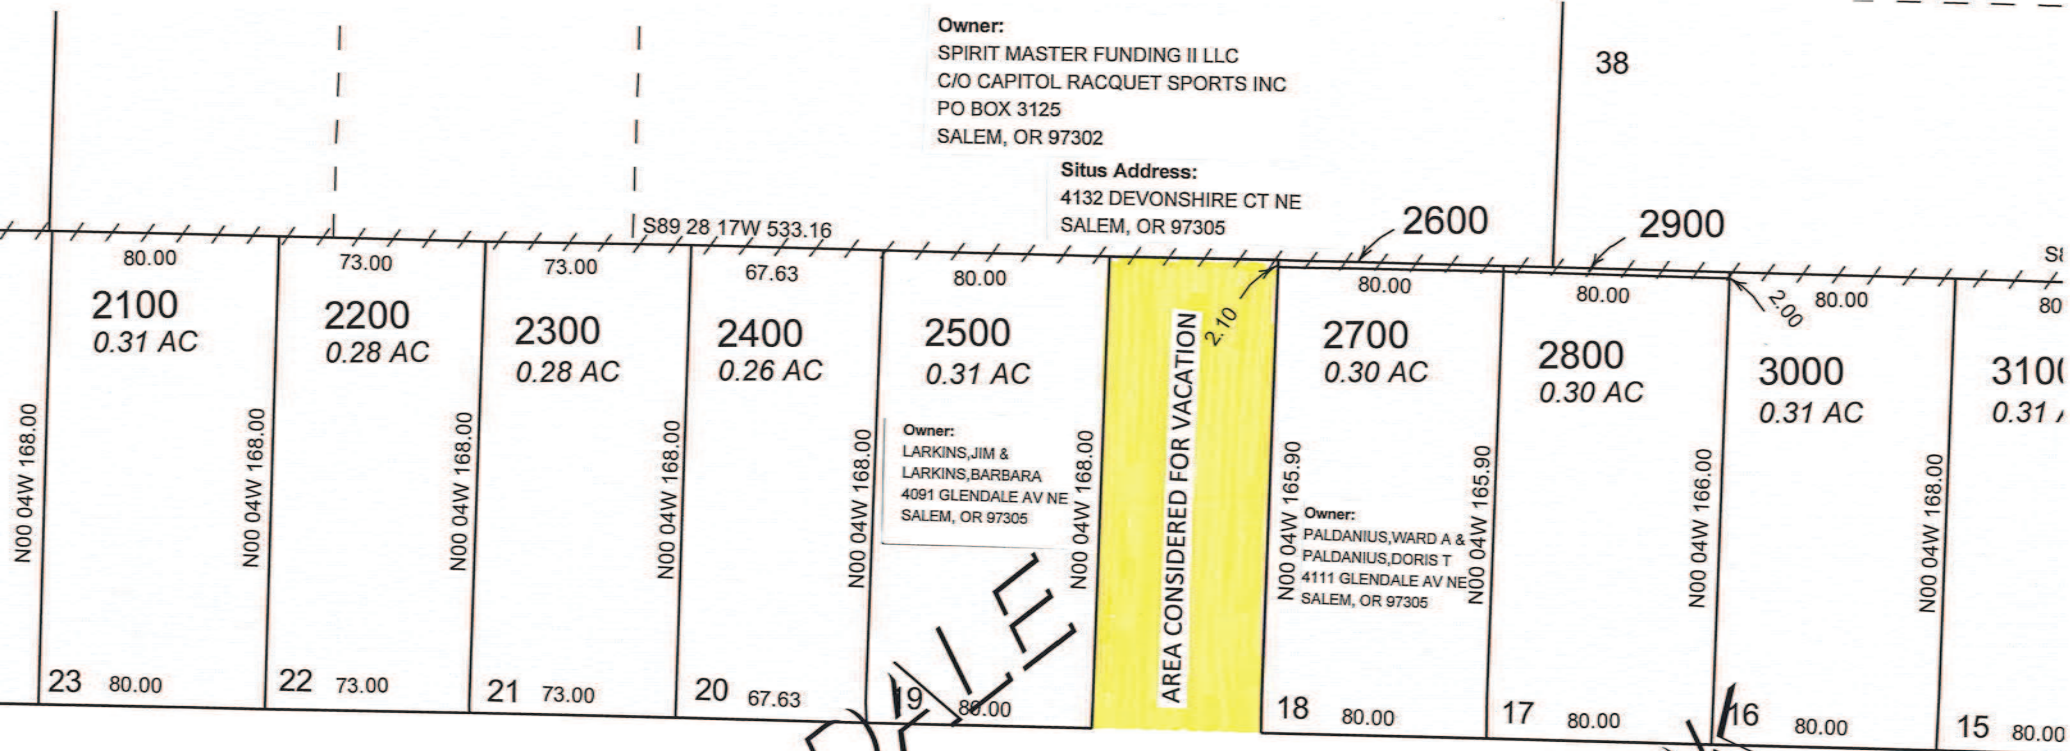 Owner:
SPIRIT MASTER FUNDING II LLC
C/O CAPITOL RACQUET SPORTS INC
PO BOX 3125
SALEM, OR 97302
38
Situs Address:
4132 DEVONSHIRE CT NE
SALEM, OR 97305
S89 28 17W 533.16
2600
2900
80.00
2100
0.31 AC
N00 04W 168.00
23 80.00
73.00
2200
0.28 AC
N00 04W 168.00
22 73.00
73.00
2300
0.28 AC
N00 04W 168.00
21 73.00
67.63
2400
0.26 AC
N00 04W 168.00
20 67.63
80.00
2500
0.31 AC
N00 04W 168.00
Owner:
LARKINS,JIM &
LARKINS,BARBARA
4091 GLENDALE AV NE
SALEM, OR 97305
N00 04W 168.00
19 80.00
AREA CONSIDERED FOR VACATION
2.10
80.00
2700
0.30 AC
N00 04W 165.90
Owner:
PALDANIUS,WARD A &
PALDANIUS,DORIS T
4111 GLENDALE AV NE
SALEM, OR 97305
N00 04W 165.90
18 80.00
80.00
2800
0.30 AC
N00 04W 166.00
17 80.00
2.00
80.00
3000
0.31 AC
N00 04W 168.00
16 80.00
80
0.31
15 80.00